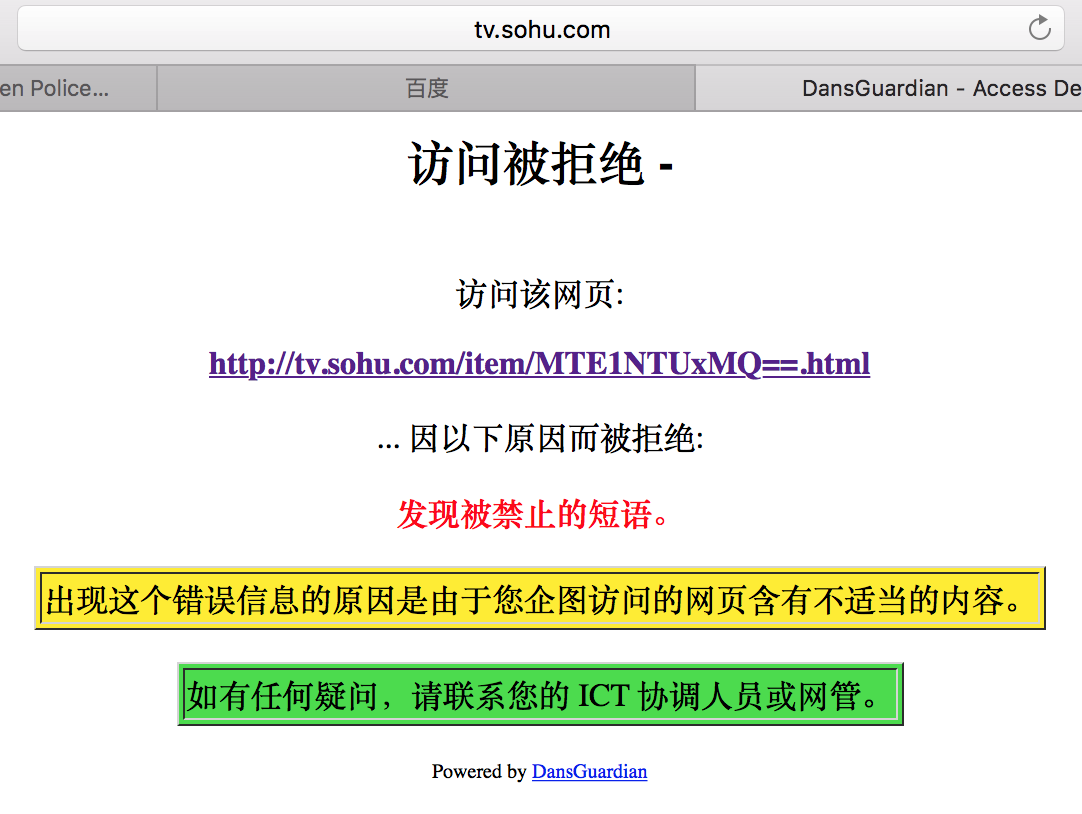 tv.sohu.com
en Police...
百度
DansGuardian - Access De
访问被拒绝 -
访问该网页:
http://tv.sohu.com/item/MTE1NTUxMQ==.html
... 因以下原因而被拒绝:
发现被禁止的短语。
出现这个错误信息的原因是由于您企图访问的网页含有不适当的内容。
如有任何疑问，请联系您的 ICT 协调人员或网管。
Powered by DansGuardian